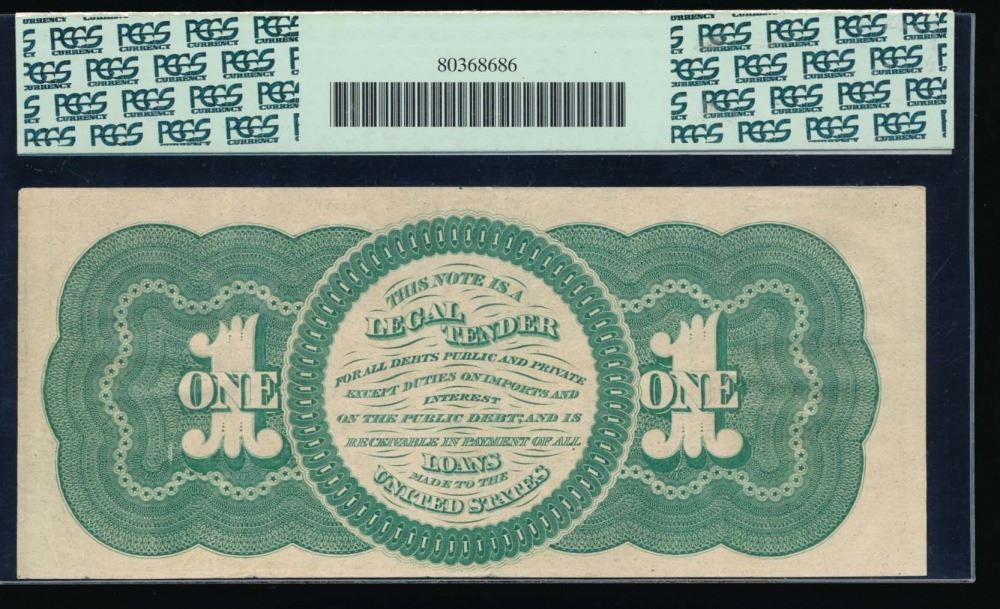 PCGS CURRENCY
80368686
THIS NOTE IS A
LEGAL
TENDER
FOR ALL DEBTS PUBLIC AND PRIVATE
EXCEPT DUTIES ON IMPORTS AND
INTEREST
ON THE PUBLIC DEBT; AND IS
RECEIVABLE IN PAYMENT OF ALL
LOANS
MADE TO THE
UNITED STATES
1
ONE
1
ONE